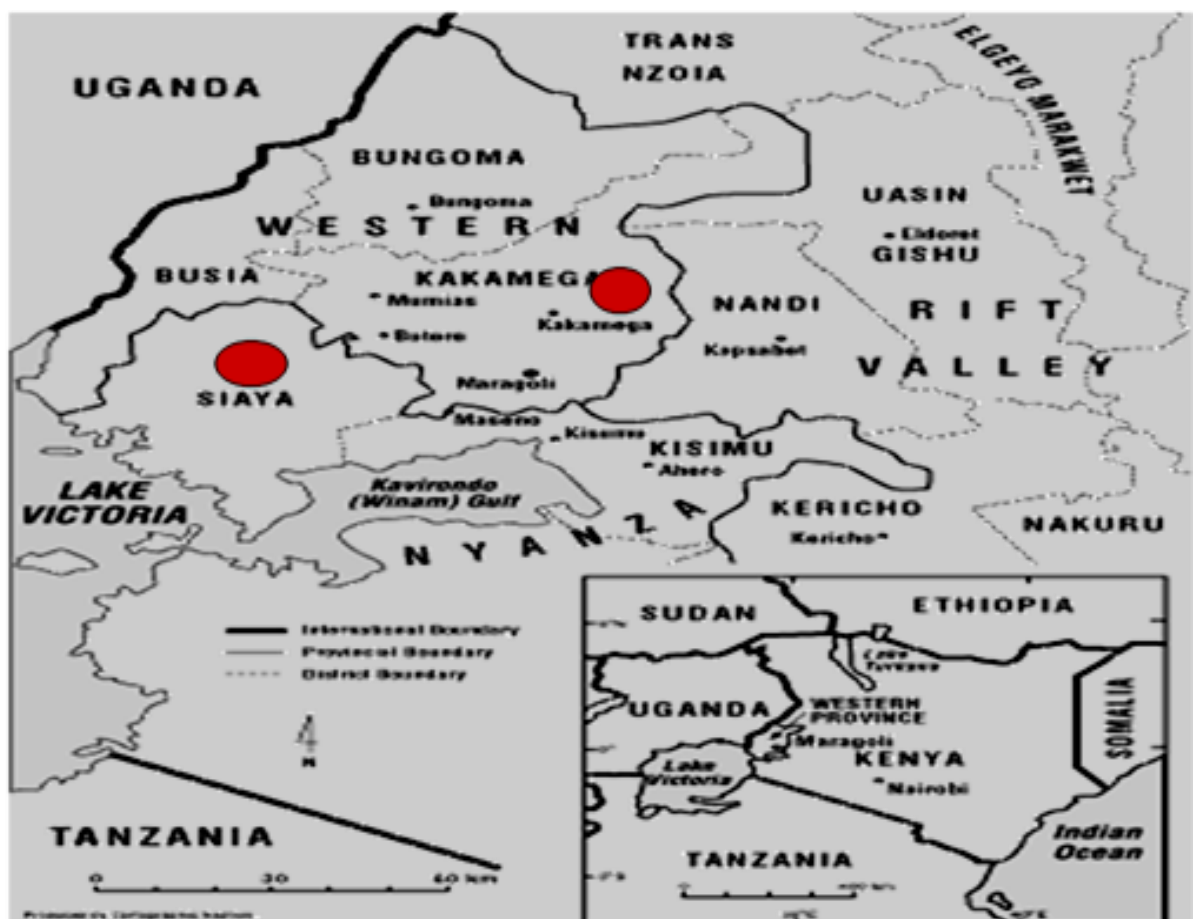 UGANDA
TRANS
NZOIA
ELGEYO MARAKWET
BUNGOMA
Bungoma
WESTERN
UASIN
Eldoret
GISHU
BUSIA
KAKAMEGA
Mumias
Kakamega
Butere
NANDI
Kapsabet
RIFT
VALLEY
SIAYA
Maragoli
Maseno
Kisumu
KISIMU
Ahero
LAKE
VICTORIA
Kavirondo
(Winam) Gulf
NYANZA
KERICHO
Kericho
NAKURU
International Boundary
Provincial Boundary
District Boundary
N
TANZANIA
0 30 60 km
SUDAN
ETHIOPIA
Lake
Turkana
UGANDA
WESTERN
PROVINCE
Maragoli
KENYA
Nairobi
SOMALIA
Lake
Victoria
Indian
Ocean
TANZANIA
0